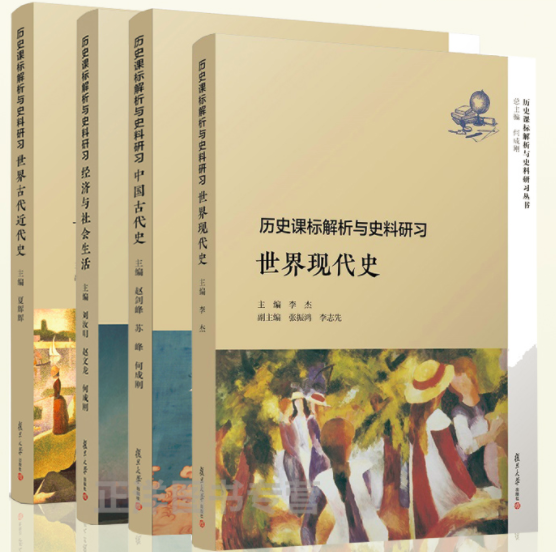 历史课标解析与史料研习 世界古代近代史
主编 夏辉辉
复旦大学出版社
历史课标解析与史料研习 经济与社会生活
主编 刘汝明 赵文龙 何成刚
复旦大学出版社
历史课标解析与史料研习 中国古代史
主编 赵剑峰 苏峰 何成刚
复旦大学出版社
历史课标解析与史料研习 世界现代史
主编 李杰
复旦大学出版社
历史课标解析与史料研习丛书
总主编 何成刚
历史课标解析与史料研习
世界现代史
主编 李杰
副主编 张振鸿 李志先